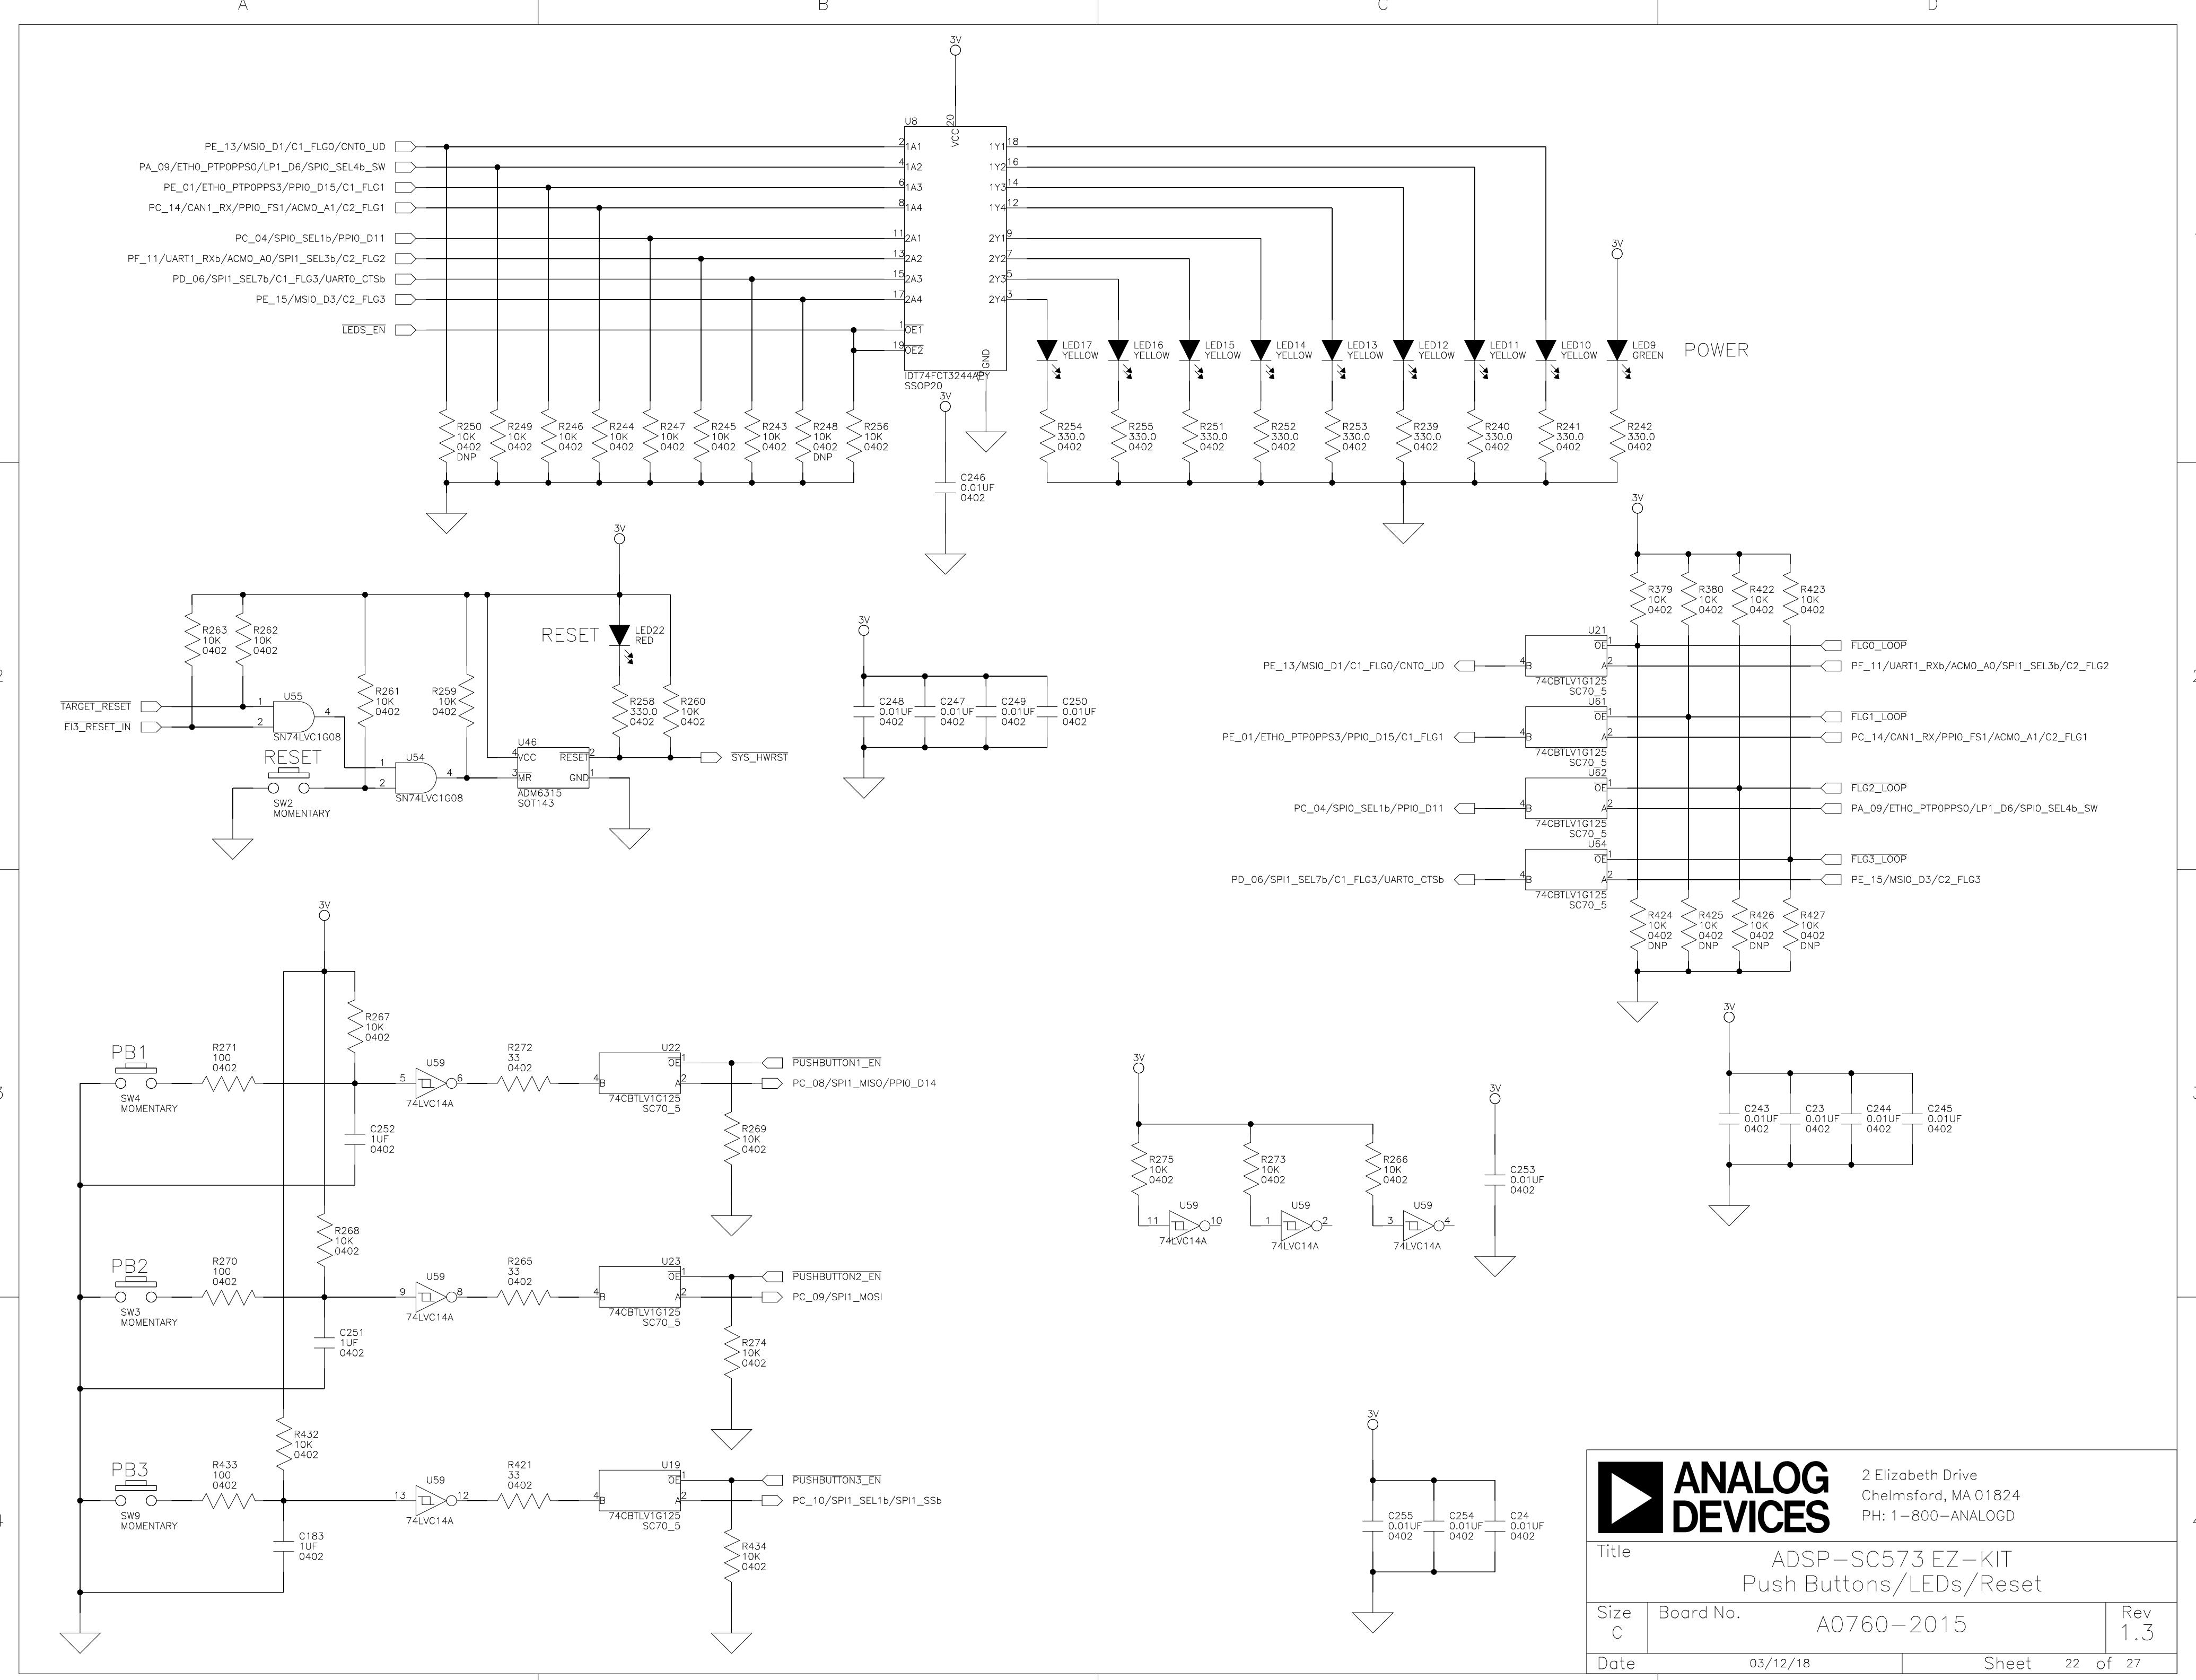 A
B
C
D
3V
U8
VCC 20
PE_13/MSI0_D1/C1_FLG0/CNT0_UD 2 1A1 1Y1 18
PA_09/ETH0_PTPPPS0/LP1_D6/SPI0_SEL4b_SW 4 1A2 1Y2 16
PE_01/ETH0_PTPPPS3/PPI0_D15/C1_FLG1 6 1A3 1Y3 14
PC_14/CAN1_RX/PPI0_FS1/ACM0_A1/C2_FLG1 8 1A4 1Y4 12
PC_04/SPI0_SEL1b/PPI0_D11 11 2A1 2Y1 9
PF_11/UART1_RXb/ACM0_A0/SPI1_SEL3b/C2_FLG2 13 2A2 2Y2 7
PD_06/SPI1_SEL7b/C1_FLG3/UART0_CTSb 15 2A3 2Y3 5
PE_15/MSI0_D3/C2_FLG3 17 2A4 2Y4 3
LEDS_EN 1 OE1
19 OE2
GND
IDT74FCT3244APY
SSOP20
3V
LED17 YELLOW
LED16 YELLOW
LED15 YELLOW
LED14 YELLOW
LED13 YELLOW
LED12 YELLOW
LED11 YELLOW
LED10 YELLOW
LED9 GREEN
POWER
R250 10K 0402 DNP
R249 10K 0402
R246 10K 0402
R244 10K 0402
R247 10K 0402
R245 10K 0402
R243 10K 0402
R248 10K 0402 DNP
R256 10K 0402
3V
C246 0.01UF 0402
R254 330.0 0402
R255 330.0 0402
R251 330.0 0402
R252 330.0 0402
R253 330.0 0402
R239 330.0 0402
R240 330.0 0402
R241 330.0 0402
R242 330.0 0402
1
2
3
4
3V
R263 10K 0402
R262 10K 0402
R261 10K 0402
R259 10K 0402
RESET
LED22 RED
R258 330.0 0402
R260 10K 0402
TARGET_RESET 1
EI3_RESET_IN 2
U55 4
SN74LVC1G08
RESET
SW2
MOMENTARY
1 2 U54 4
SN74LVC1G08
U46
4 VCC RESET 2
3 MR GND 1
ADM6315
SOT143
SYS_HWRST
3V
C248 0.01UF 0402
C247 0.01UF 0402
C249 0.01UF 0402
C250 0.01UF 0402
3V
R379 10K 0402
R380 10K 0402
R422 10K 0402
R423 10K 0402
U21
OE 1 FLG0_LOOP
PE_13/MSI0_D1/C1_FLG0/CNT0_UD 4 B A 2 PF_11/UART1_RXb/ACM0_A0/SPI1_SEL3b/C2_FLG2
74CBTLV1G125
SC70_5
U61
OE 1 FLG1_LOOP
PE_01/ETH0_PTPPPS3/PPI0_D15/C1_FLG1 4 B A 2 PC_14/CAN1_RX/PPI0_FS1/ACM0_A1/C2_FLG1
74CBTLV1G125
SC70_5
U62
OE 1 FLG2_LOOP
PC_04/SPI0_SEL1b/PPI0_D11 4 B A 2 PA_09/ETH0_PTPPPS0/LP1_D6/SPI0_SEL4b_SW
74CBTLV1G125
SC70_5
U64
OE 1 FLG3_LOOP
PD_06/SPI1_SEL7b/C1_FLG3/UART0_CTSb 4 B A 2 PE_15/MSI0_D3/C2_FLG3
74CBTLV1G125
SC70_5
R424 10K 0402 DNP
R425 10K 0402 DNP
R426 10K 0402 DNP
R427 10K 0402 DNP
3V
R267 10K 0402
PB1
SW4
MOMENTARY
R271 100 0402
5 U59 6
74LVC14A
R272 33 0402
U22
4 B OE 1 A 2
74CBTLV1G125
SC70_5
PUSHBUTTON1_EN
PC_08/SPI1_MISO/PPI0_D14
C252 1UF 0402
R269 10K 0402
R268 10K 0402
PB2
SW3
MOMENTARY
R270 100 0402
9 U59 8
74LVC14A
R265 33 0402
U23
4 B OE 1 A 2
74CBTLV1G125
SC70_5
PUSHBUTTON2_EN
PC_09/SPI1_MOSI
C251 1UF 0402
R274 10K 0402
R432 10K 0402
PB3
SW9
MOMENTARY
R433 100 0402
13 U59 12
74LVC14A
R421 33 0402
U19
4 B OE 1 A 2
74CBTLV1G125
SC70_5
PUSHBUTTON3_EN
PC_10/SPI1_SEL1b/SPI1_SSb
C183 1UF 0402
R434 10K 0402
3V
R275 10K 0402
R273 10K 0402
R266 10K 0402
11 U59 10
74LVC14A
1 U59 2
74LVC14A
3 U59 4
74LVC14A
3V
C253 0.01UF 0402
3V
C243 0.01UF 0402
C23 0.01UF 0402
C244 0.01UF 0402
C245 0.01UF 0402
3V
C255 0.01UF 0402
C254 0.01UF 0402
C24 0.01UF 0402
ANALOG
DEVICES
2 Elizabeth Drive
Chelmsford, MA 01824
PH: 1-800-ANALOGD
Title
ADSP-SC573 EZ-KIT
Push Buttons/LEDs/Reset
Size C
Board No. A0760-2015
Rev 1.3
Date 03/12/18
Sheet 22 of 27